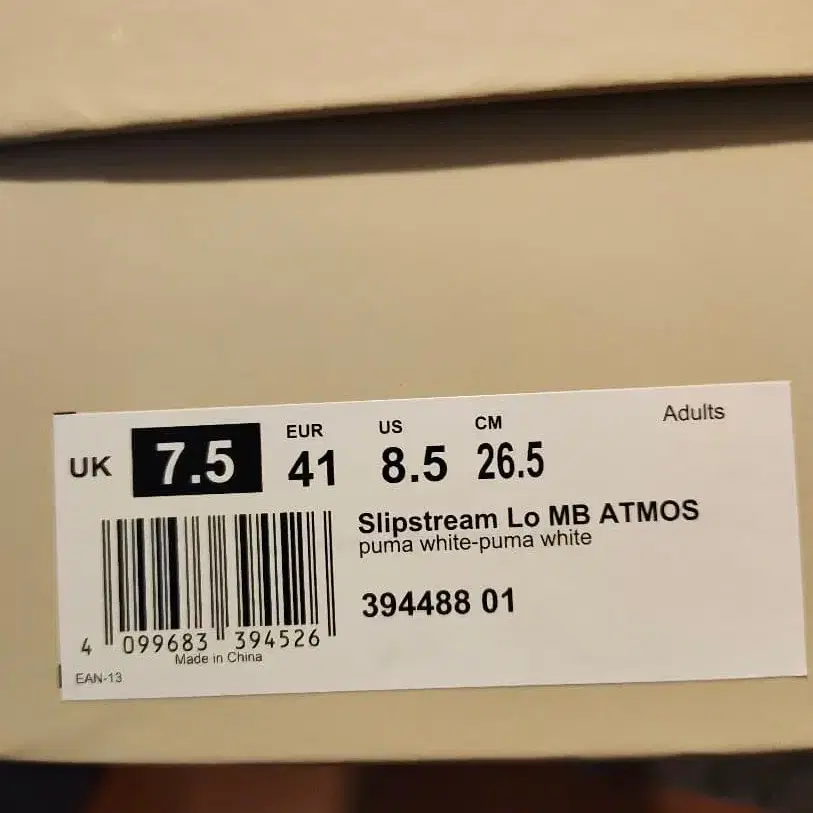 Adults
UK 7.5 EUR 41 US 8.5 CM 26.5
Slipstream Lo MB ATMOS
puma white-puma white
394488 01
4 099683 394526
Made in China
EAN-13